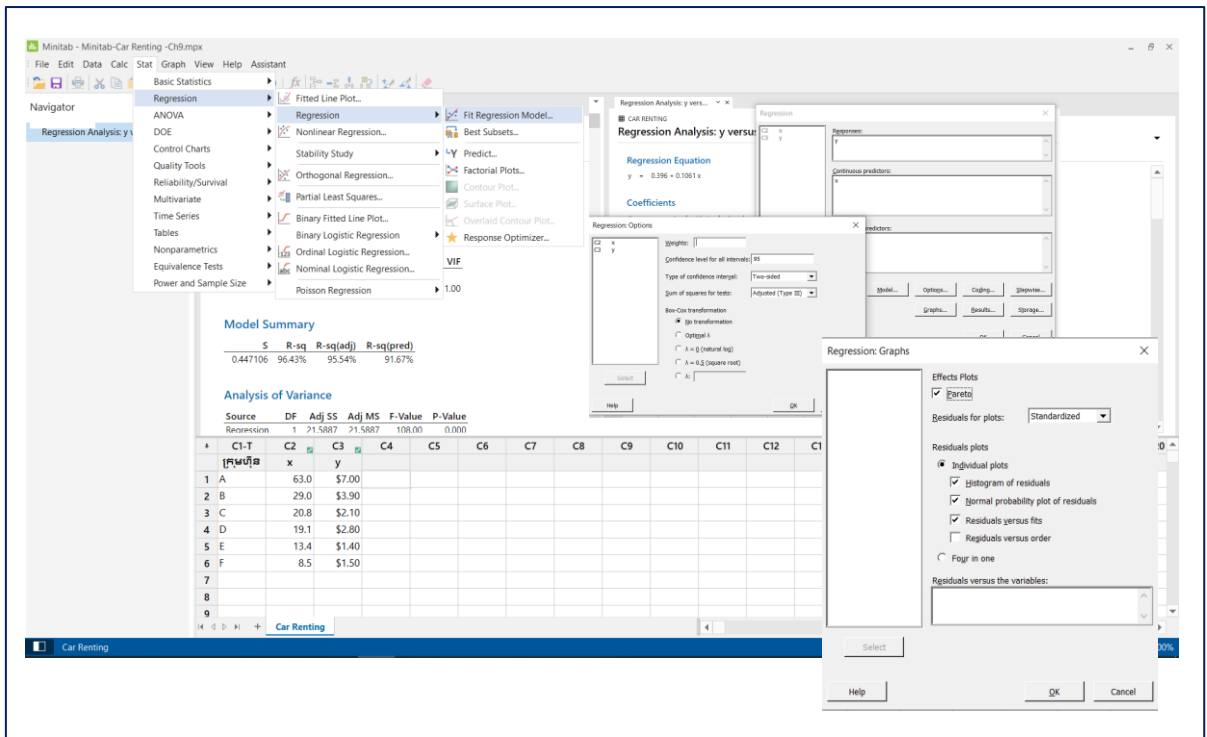 Minitab - Minitab-Car Renting -Ch9.mpx
File Edit Data Calc Stat Graph View Help Assistant
Navigator
Regression Analysis: y v
Basic Statistics
Regression
ANOVA
DOE
Control Charts
Quality Tools
Reliability/Survival
Multivariate
Time Series
Tables
Nonparametrics
Equivalence Tests
Power and Sample Size
Fitted Line Plot...
Regression
Nonlinear Regression...
Stability Study
Orthogonal Regression...
Partial Least Squares...
Binary Fitted Line Plot...
Binary Logistic Regression
Ordinal Logistic Regression...
Nominal Logistic Regression...
Poisson Regression
Fit Regression Model...
Best Subsets...
Predict...
Factorial Plots...
Contour Plot...
Surface Plot...
Overlaid Contour Plot...
Response Optimizer...
VIF
1.00
Regression Analysis: y vers...
CAR RENTING
Regression Analysis: y versu
Regression Equation
y = 0.396 + 0.1061 x
Coefficients
Regression
C2 x
C3 y
Responses:
y
Continuous predictors:
x
redictors:
Model... Options... Coding... Stepwise...
Graphs... Results... Storage...
OK Cancel
Regression: Options
C2 x
C3 y
Weights:
Confidence level for all intervals: 95
Type of confidence interval: Two-sided
Sum of squares for tests: Adjusted (Type III)
Box-Cox transformation
No transformation
Optimal λ
λ = 0 (natural log)
λ = 0.5 (square root)
λ:
Select
Help OK
Model Summary
S R-sq R-sq(adj) R-sq(pred)
0.447106 96.43% 95.54% 91.67%
Analysis of Variance
Source DF Adj SS Adj MS F-Value P-Value
Regression 1 21.5887 21.5887 108.00 0.000
Regression: Graphs
Effects Plots
Pareto
Residuals for plots: Standardized
Residuals plots
Individual plots
Histogram of residuals
Normal probability plot of residuals
Residuals versus fits
Residuals versus order
Four in one
Residuals versus the variables:
Select
Help OK Cancel
+ C1-T C2 C3 C4 C5 C6 C7 C8 C9 C10 C11 C12 C1
ក្រុមហ៊ុន x y
1 A 63.0 $7.00
2 B 29.0 $3.90
3 C 20.8 $2.10
4 D 19.1 $2.80
5 E 13.4 $1.40
6 F 8.5 $1.50
7
8
9
+ Car Renting
Car Renting